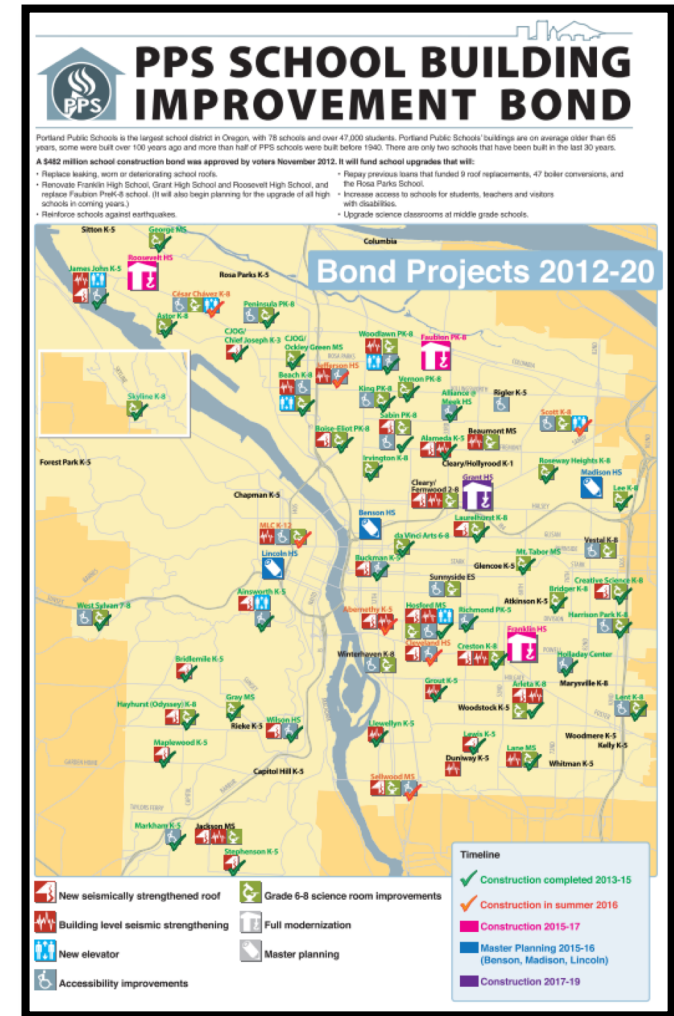 PPS
PPS SCHOOL BUILDING
IMPROVEMENT BOND
Portland Public Schools is the largest school district in Oregon, with 78 schools and over 47,000 students. Portland Public Schools' buildings are on average older than 65
years, some were built over 100 years ago and more than half of PPS schools were built before 1940. There are only two schools that have been built in the last 30 years.
A $482 million school construction bond was approved by voters November 2012. It will fund school upgrades that will:
• Replace leaking, worn or deteriorating school roofs.
• Renovate Franklin High School, Grant High School and Roosevelt High School, and
replace Faubion PreK-8 school. (It will also begin planning for the upgrade of all high
schools in coming years.)
• Reinforce schools against earthquakes.
• Repay previous loans that funded 9 roof replacements, 47 boiler conversions, and
the Rosa Parks School.
• Increase access to schools for students, teachers and visitors
with disabilities.
• Upgrade science classrooms at middle grade schools.
Bond Projects 2012-20
Sitton K-5
George MS
Columbia
Roosevelt HS
James John K-5
Rosa Parks K-5
César Chávez K-8
Peninsula PK-8
Astor K-8
CJOG/
Chief Joseph K-3
CJOG/
Ockley Green MS
Woodlawn PK-8
Faubion PK-8
ROSA PARKS
Jefferson HS
Beach K-8
King PK-8
Vernon PK-8
Alliance @
Meek HS
Rigler K-5
Skyline K-8
Scott K-8
Sabin PK-8
Boise-Eliot PK-8
Alameda K-5
Beaumont MS
Irvington K-8
Cleary/Hollyrood K-1
Roseway Heights K-8
Forest Park K-5
Madison HS
Cleary/
Fernwood 2-8
Grant HS
Lee K-8
Chapman K-5
Benson HS
Laurelhurst K-8
MLC K-12
da Vinci Arts 6-8
Vestal K-8
Lincoln HS
Buckman K-5
Mt Tabor MS
Glencoe K-5
Sunnyside ES
Creative Science K-8
Bridger K-8
Ainsworth K-5
Atkinson K-5
West Sylvan 7-8
Abernethy K-5
Hosford MS
Richmond PK-5
Harrison Park K-8
Franklin HS
Cleveland HS
Winterhaven K-8
Creston K-8
Holladay Center
Bridlemile K-5
Marysville K-8
Grout K-5
Arleta K-8
Hayhurst (Odyssey) K-8
Gray MS
Lent K-8
Woodstock K-5
Rieke K-5
Wilson HS
Llewellyn K-5
Maplewood K-5
Lewis K-5
Woodmere K-5
Kelly K-5
Lane MS
Duniway K-5
Whitman K-5
Capitol Hill K-5
Sellwood MS
Markham K-5
Jackson MS
Stephenson K-5
New seismically strengthened roof
Building level seismic strengthening
New elevator
Accessibility improvements
Grade 6-8 science room improvements
Full modernization
Master planning
Timeline
Construction completed 2013-15
Construction in summer 2016
Construction 2015-17
Master Planning 2015-16
(Benson, Madison, Lincoln)
Construction 2017-19